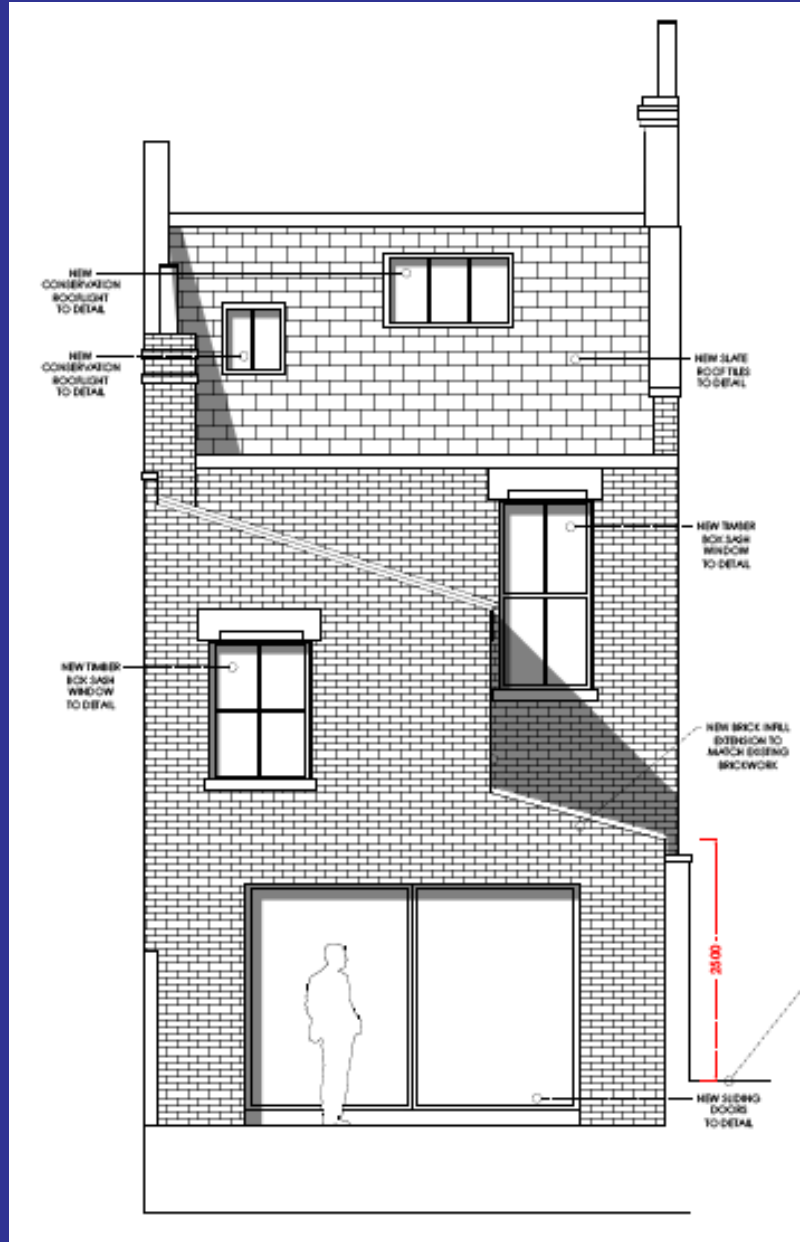 NEW
CONSERVATION
ROOFLIGHT
TO DETAIL
NEW
CONSERVATION
ROOFLIGHT
TO DETAIL
NEW SLATE
ROOF TILES
TO DETAIL
NEW TIMBER
BOX SASH
WINDOW
TO DETAIL
NEW TIMBER
BOX SASH
WINDOW
TO DETAIL
NEW BRICK INFILL
EXTENSION TO
MATCH EXISTING
BRICKWORK
2500
NEW SLIDING
DOORS
TO DETAIL